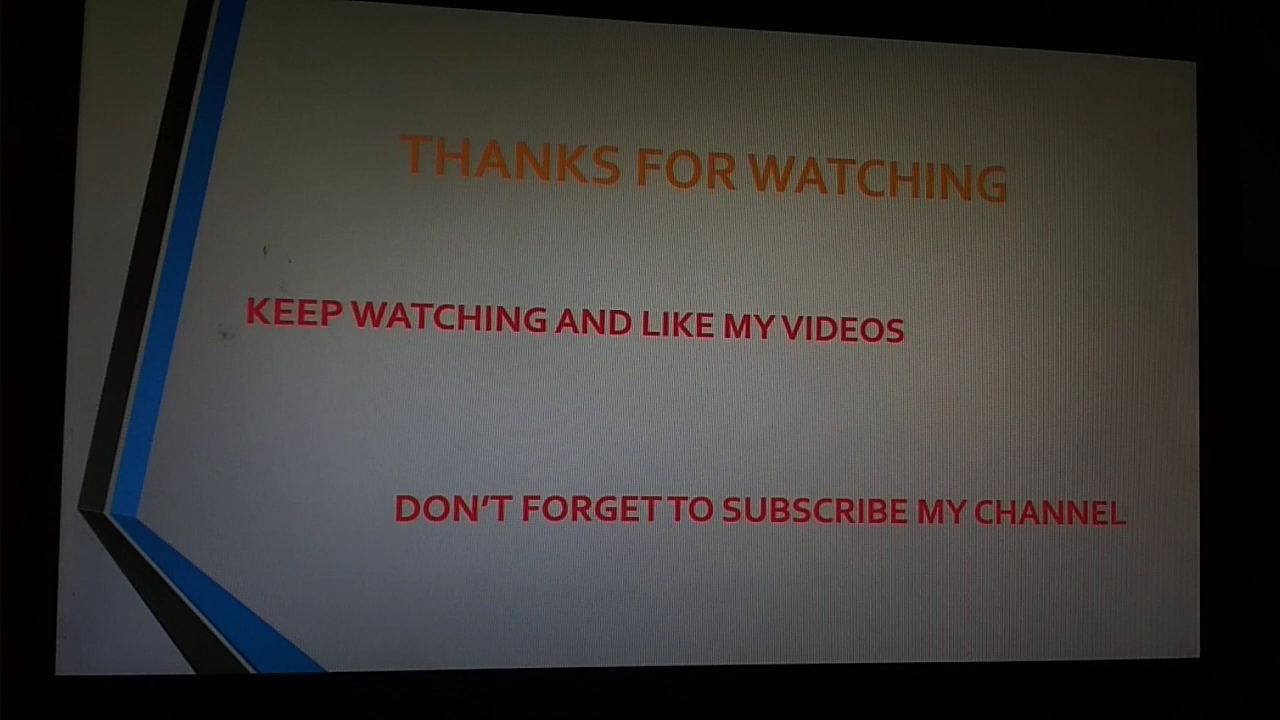 THANKS FOR WATCHING
KEEP WATCHING AND LIKE MY VIDEOS
DON'T FORGET TO SUBSCRIBE MY CHANNEL